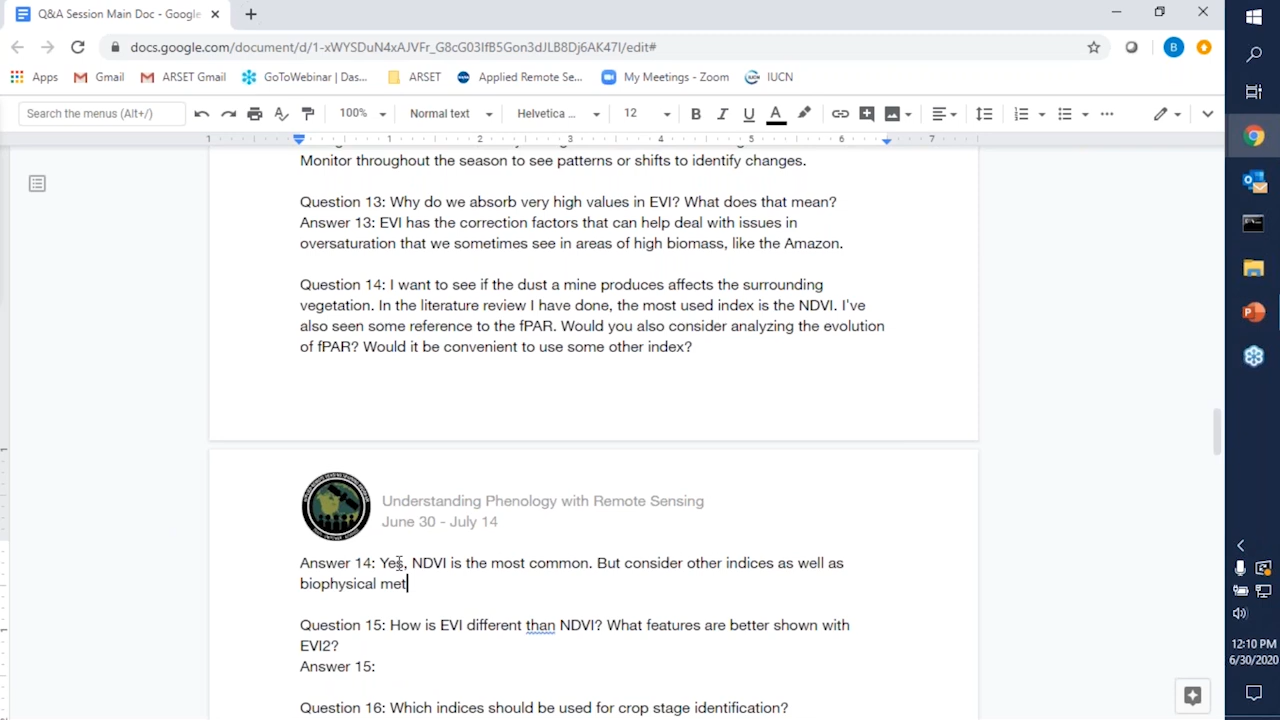 Q&A Session Main Doc - Google
docs.google.com/document/d/1-xWYSDuN4xAJVFr_G8cG03IfB5Gon3dJLB8Dj6AK47I/edit#
Apps
Gmail
ARSET Gmail
GoToWebinar | Das...
ARSET
Applied Remote Se...
My Meetings - Zoom
IUCN
B
Search the menus (Alt+/)
100%
Normal text
Helvetica ...
12
B I U A
1 1 2 3 4 5 6 7
Monitor throughout the season to see patterns or shifts to identify changes.
Question 13: Why do we absorb very high values in EVI? What does that mean?
Answer 13: EVI has the correction factors that can help deal with issues in
oversaturation that we sometimes see in areas of high biomass, like the Amazon.
Question 14: I want to see if the dust a mine produces affects the surrounding
vegetation. In the literature review I have done, the most used index is the NDVI. I've
also seen some reference to the fPAR. Would you also consider analyzing the evolution
of fPAR? Would it be convenient to use some other index?
Understanding Phenology with Remote Sensing
June 30 - July 14
Answer 14: Yes, NDVI is the most common. But consider other indices as well as
biophysical met
Question 15: How is EVI different than NDVI? What features are better shown with
EVI2?
Answer 15:
Question 16: Which indices should be used for crop stage identification?
12:10 PM
6/30/2020